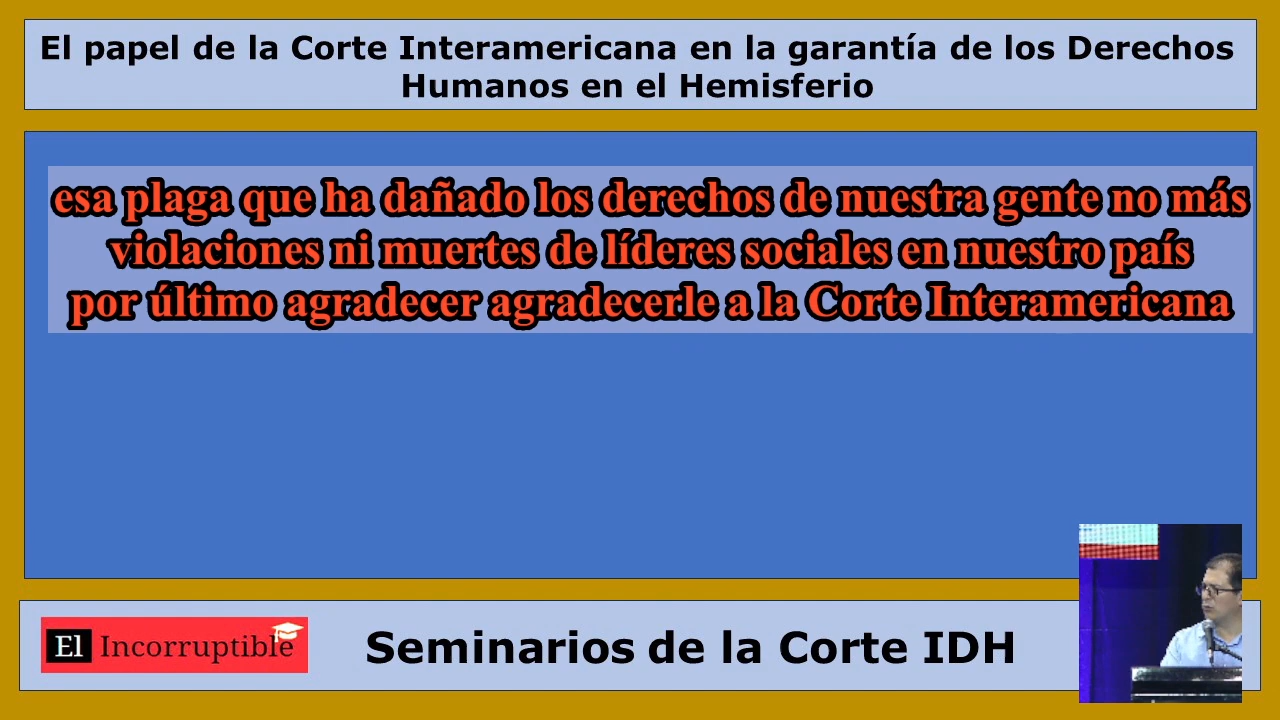 El papel de la Corte Interamericana en la garantía de los Derechos
Humanos en el Hemisferio
esa plaga que ha dañado los derechos de nuestra gente no más
violaciones ni muertes de líderes sociales en nuestro país
por último agradecer agradecerle a la Corte Interamericana
El Incorruptible
Seminarios de la Corte IDH